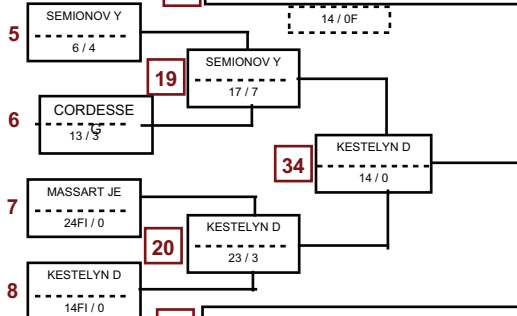 14 / 0F
5
SEMIONOV Y
6 / 4
19
SEMIONOV Y
17 / 7
6
CORDESSE
G
13 / 3
34
KESTELYN D
14 / 0
7
MASSART JE
24FI / 0
20
KESTELYN D
23 / 3
8
KESTELYN D
14FI / 0